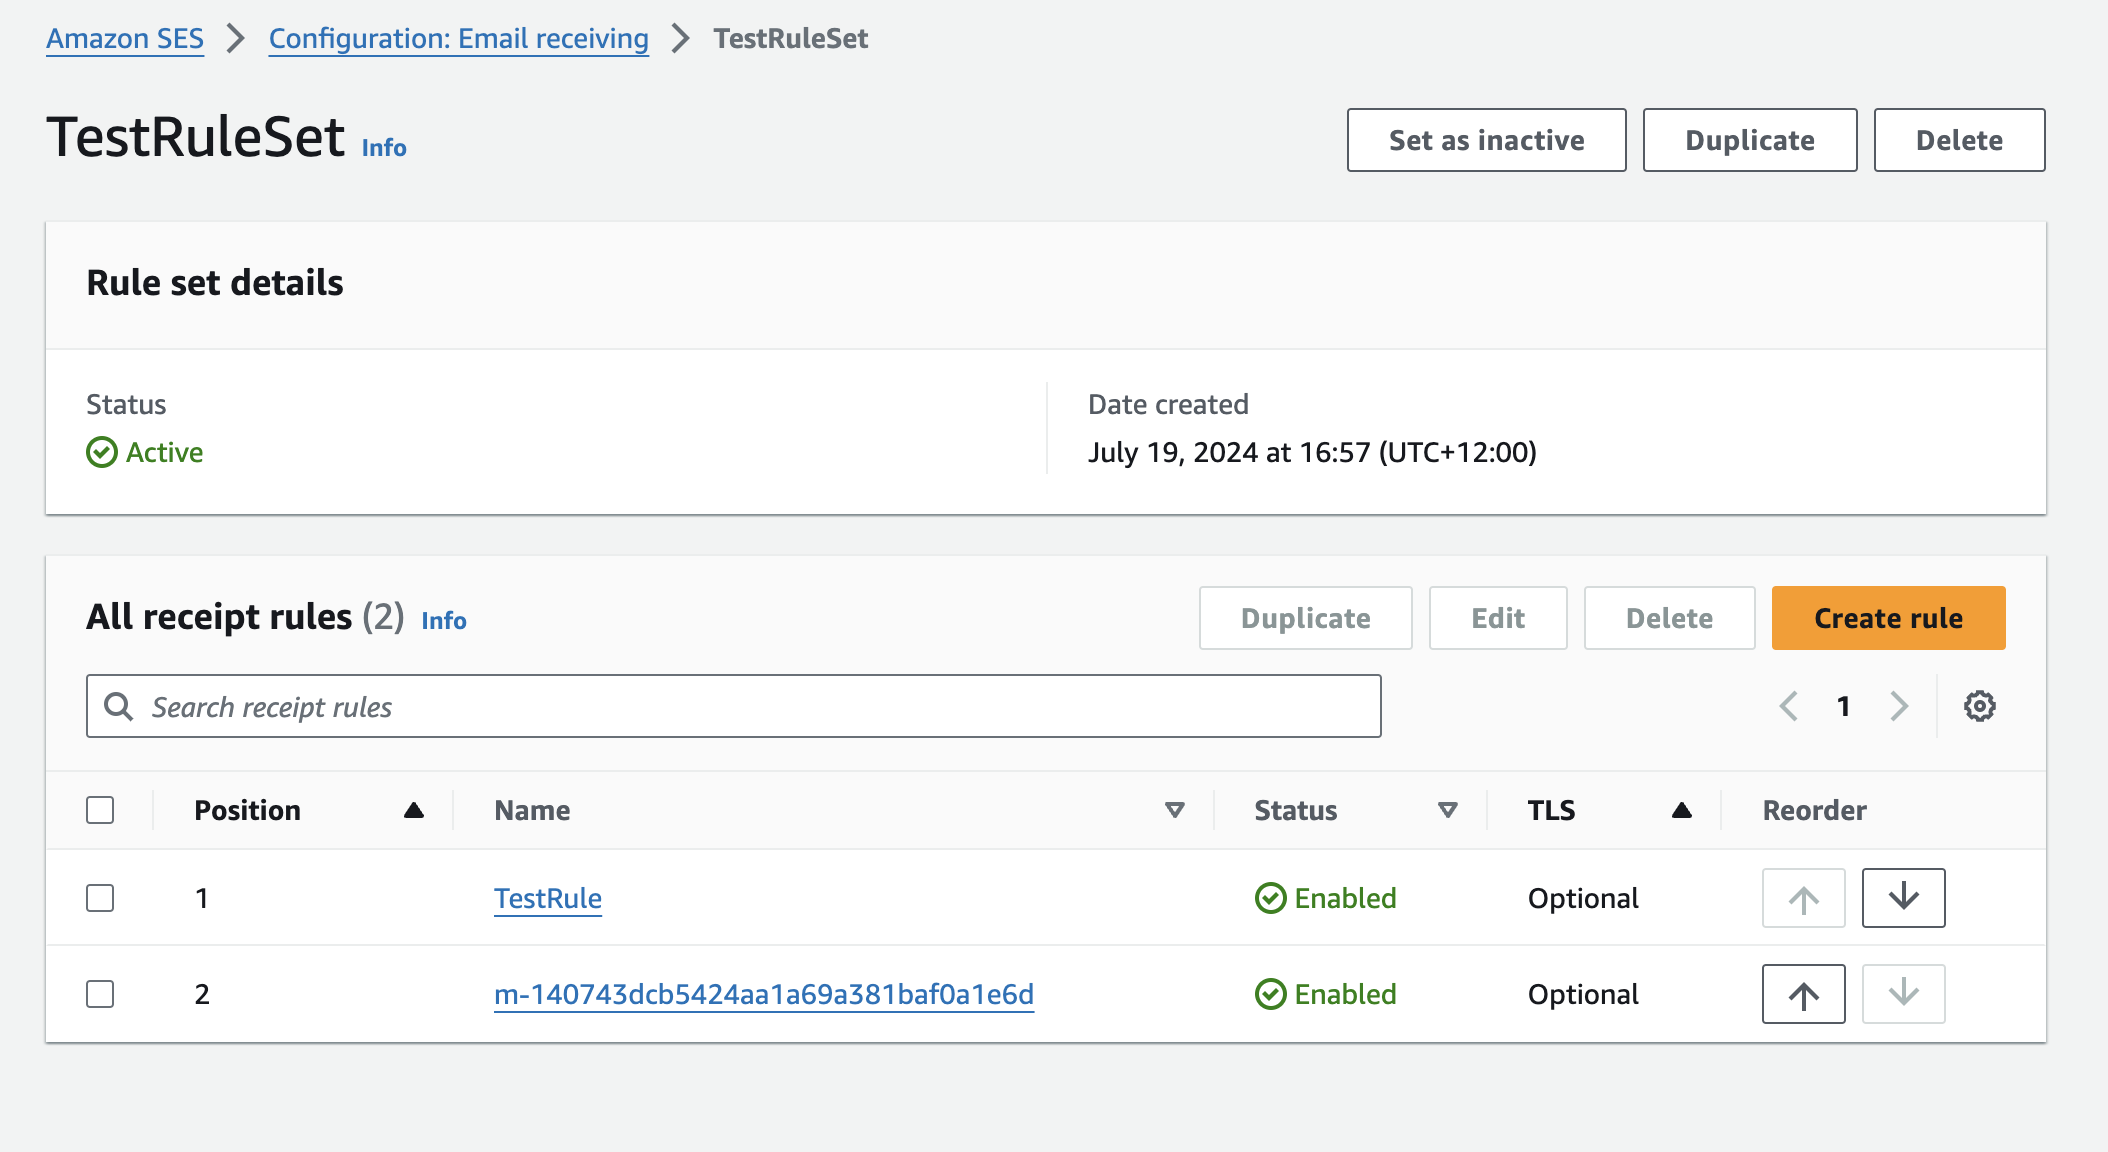 Amazon SES > Configuration: Email receiving > TestRuleSet
TestRuleSet Info
Set as inactive Duplicate Delete
Rule set details
Status Date created
Active July 19, 2024 at 16:57 (UTC+12:00)
All receipt rules (2) Info
Duplicate Edit Delete Create rule
Search receipt rules 1
Position Name Status TLS Reorder
1 TestRule Enabled Optional
2 m-140743dcb5424aa1a69a381baf0a1e6d Enabled Optional